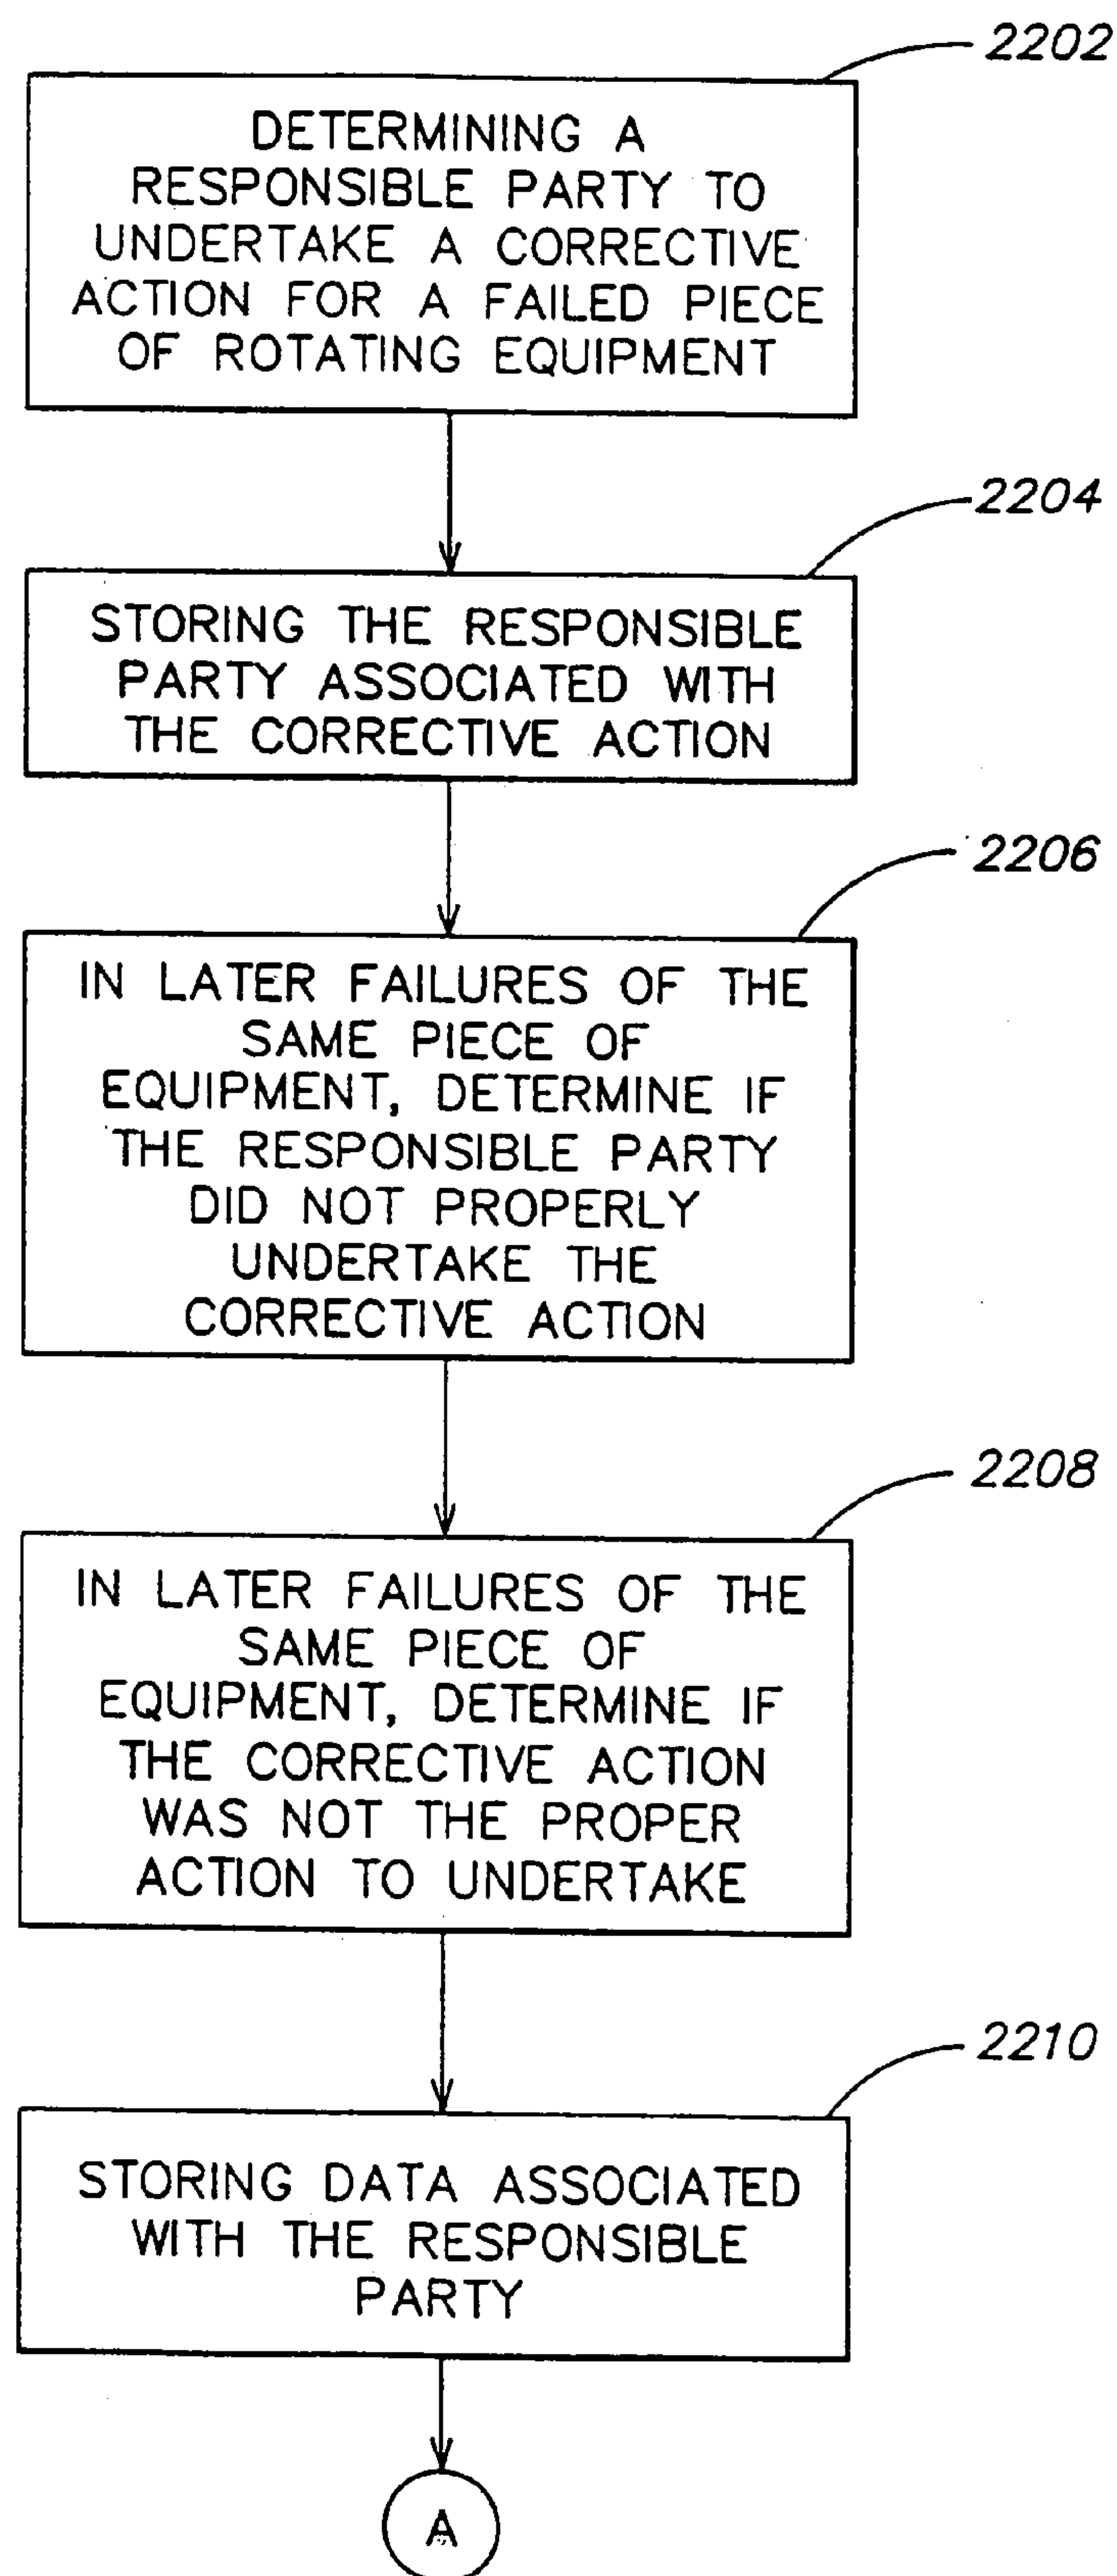 2202
DETERMINING A
RESPONSIBLE PARTY TO
UNDERTAKE A CORRECTIVE
ACTION FOR A FAILED PIECE
OF ROTATING EQUIPMENT
2204
STORING THE RESPONSIBLE
PARTY ASSOCIATED WITH
THE CORRECTIVE ACTION
2206
IN LATER FAILURES OF THE
SAME PIECE OF
EQUIPMENT, DETERMINE IF
THE RESPONSIBLE PARTY
DID NOT PROPERLY
UNDERTAKE THE
CORRECTIVE ACTION
2208
IN LATER FAILURES OF THE
SAME PIECE OF
EQUIPMENT, DETERMINE IF
THE CORRECTIVE ACTION
WAS NOT THE PROPER
ACTION TO UNDERTAKE
2210
STORING DATA ASSOCIATED
WITH THE RESPONSIBLE
PARTY
A